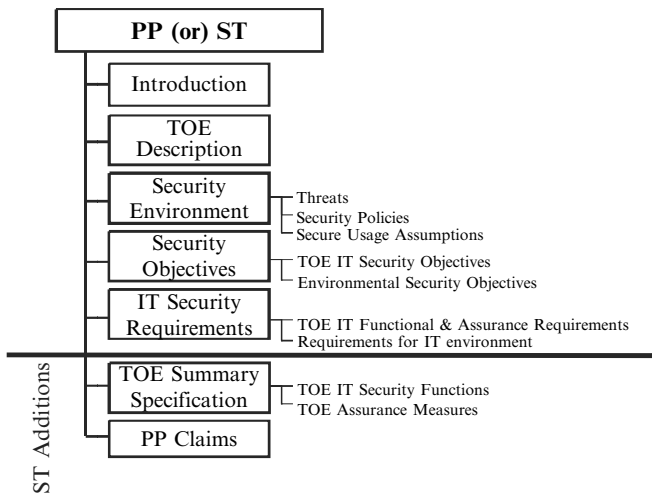 PP (or) ST
Introduction
TOE
Description
Security
Environment
Threats
Security Policies
Secure Usage Assumptions
Security
Objectives
TOE IT Security Objectives
Environmental Security Objectives
IT Security
Requirements
TOE IT Functional & Assurance Requirements
Requirements for IT environment
ST Additions
TOE Summary
Specification
TOE IT Security Functions
TOE Assurance Measures
PP Claims